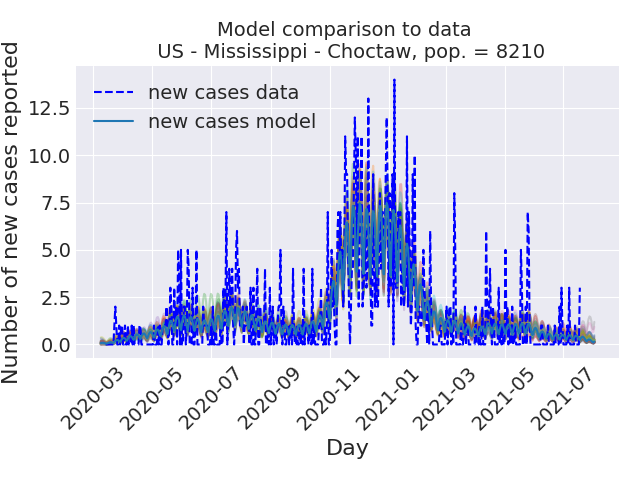 Model comparison to data
US - Mississippi - Choctaw, pop. = 8210
Number of new cases reported
new cases data
new cases model
12.5
10.0
7.5
5.0
2.5
0.0
2020-03
2020-05
2020-07
2020-09
2020-11
2021-01
2021-03
2021-05
2021-07
Day